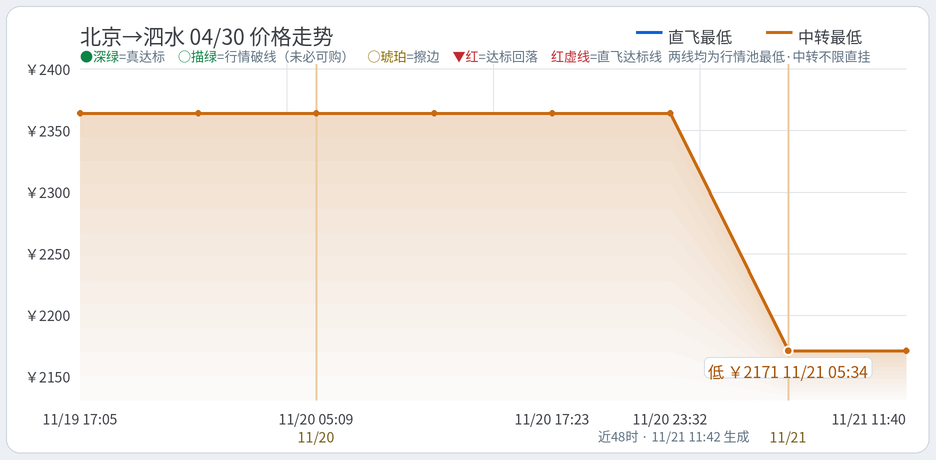 北京→泗水 04/30 价格走势
直飞最低 中转最低
●深绿=真达标 ○描绿=行情破线（未必可购） ○琥珀=擦边 ▼红=达标回落 红虚线=直飞达标线 两线均为行情池最低·中转不限直挂
￥2400
￥2350
￥2300
￥2250
￥2200
￥2150
低 ￥2171 11/21 05:34
11/19 17:05 11/20 05:09 11/20 17:23 11/20 23:32 11/21 11:40
11/20 近48时 · 11/21 11:42 生成 11/21